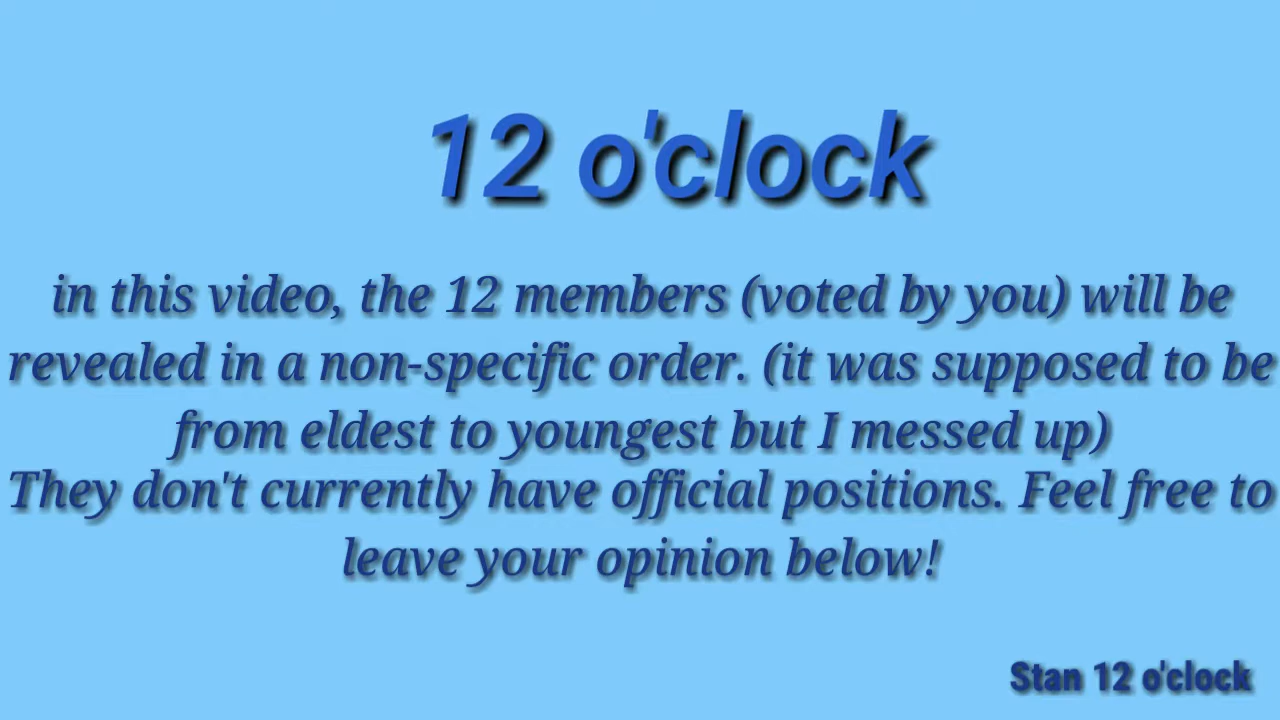 12 o'clock
in this video, the 12 members (voted by you) will be
revealed in a non-specific order. (it was supposed to be
from eldest to youngest but I messed up)
They don't currently have official positions. Feel free to
leave your opinion below!
Stan 12 o'clock